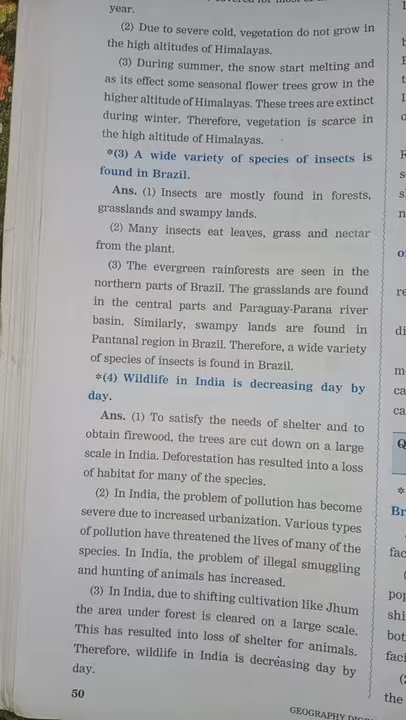 year.
(2) Due to severe cold, vegetation do not grow in
the high altitudes of Himalayas.
(3) During summer, the snow start melting and
as its effect some seasonal flower trees grow in the
higher altitude of Himalayas. These trees are extinct
during winter. Therefore, vegetation is scarce in
the high altitude of Himalayas.
*(3) A wide variety of species of insects is
found in Brazil.
Ans. (1) Insects are mostly found in forests,
grasslands and swampy lands.
(2) Many insects eat leaves, grass and nectar
from the plant.
(3) The evergreen rainforests are seen in the
northern parts of Brazil. The grasslands are found
in the central parts and Paraguay-Parana river
basin. Similarly, swampy lands are found in
Pantanal region in Brazil. Therefore, a wide variety
of species of insects is found in Brazil.
*(4) Wildlife in India is decreasing day by
day.
Ans. (1) To satisfy the needs of shelter and to
obtain firewood, the trees are cut down on a large
scale in India. Deforestation has resulted into a loss
of habitat for many of the species.
(2) In India, the problem of pollution has become
severe due to increased urbanization. Various types
of pollution have threatened the lives of many of the
species. In India, the problem of illegal smuggling
and hunting of animals has increased.
(3) In India, due to shifting cultivation like Jhum
the area under forest is cleared on a large scale.
This has resulted into loss of shelter for animals.
Therefore, wildlife in India is decreasing day by
day.
50
GEOGRAPHY